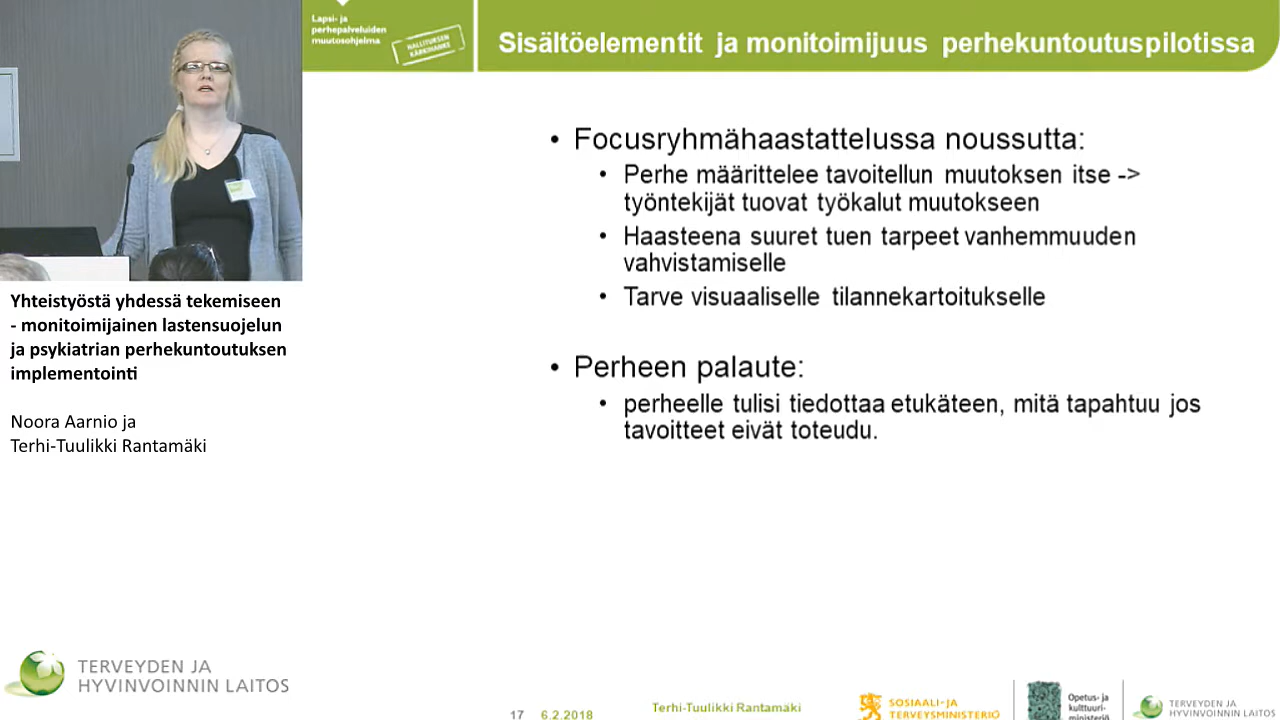 Lapsi- ja
perhepalveluiden
muutosohjelma
HALLITUKSEN
KÄRKIHANKE
Sisältöelementit ja monitoimijuus perhekuntoutuspilotissa
• Focusryhmähaastattelussa noussutta:
• Perhe määrittelee tavoitellun muutoksen itse ->
työntekijät tuovat työkalut muutokseen
• Haasteena suuret tuen tarpeet vanhemmuuden
vahvistamiselle
• Tarve visuaaliselle tilannekartoitukselle
• Perheen palaute:
• perheelle tulisi tiedottaa etukäteen, mitä tapahtuu jos
tavoitteet eivät toteudu.
Yhteistyöstä yhdessä tekemiseen
- monitoimijainen lastensuojelun
ja psykiatrian perhekuntoutuksen
implementointi
Noora Aarnio ja
Terhi-Tuulikki Rantamäki
TERVEYDEN JA
HYVINVOINNIN LAITOS
17 6.2.2018
Terhi-Tuulikki Rantamäki
SOSIAALI- JA
TERVEYSMINISTERIÖ
Opetus- ja
kulttuuri-
ministeriö
TERVEYDEN JA
HYVINVOINNIN LAITOS